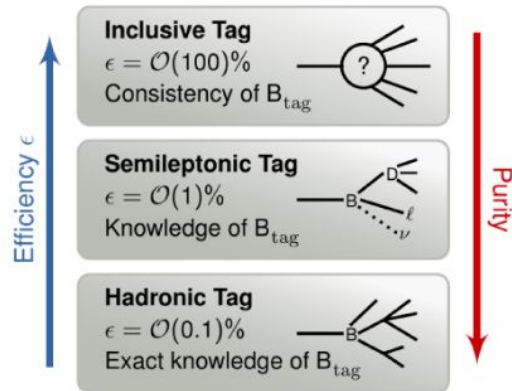 Efficiency ϵ
Inclusive Tag
ϵ = O(100)%
Consistency of B_tag
?
Semileptonic Tag
ϵ = O(1)%
Knowledge of B_tag
B
D
ℓ
ν
Hadronic Tag
ϵ = O(0.1)%
Exact knowledge of B_tag
B
Purity